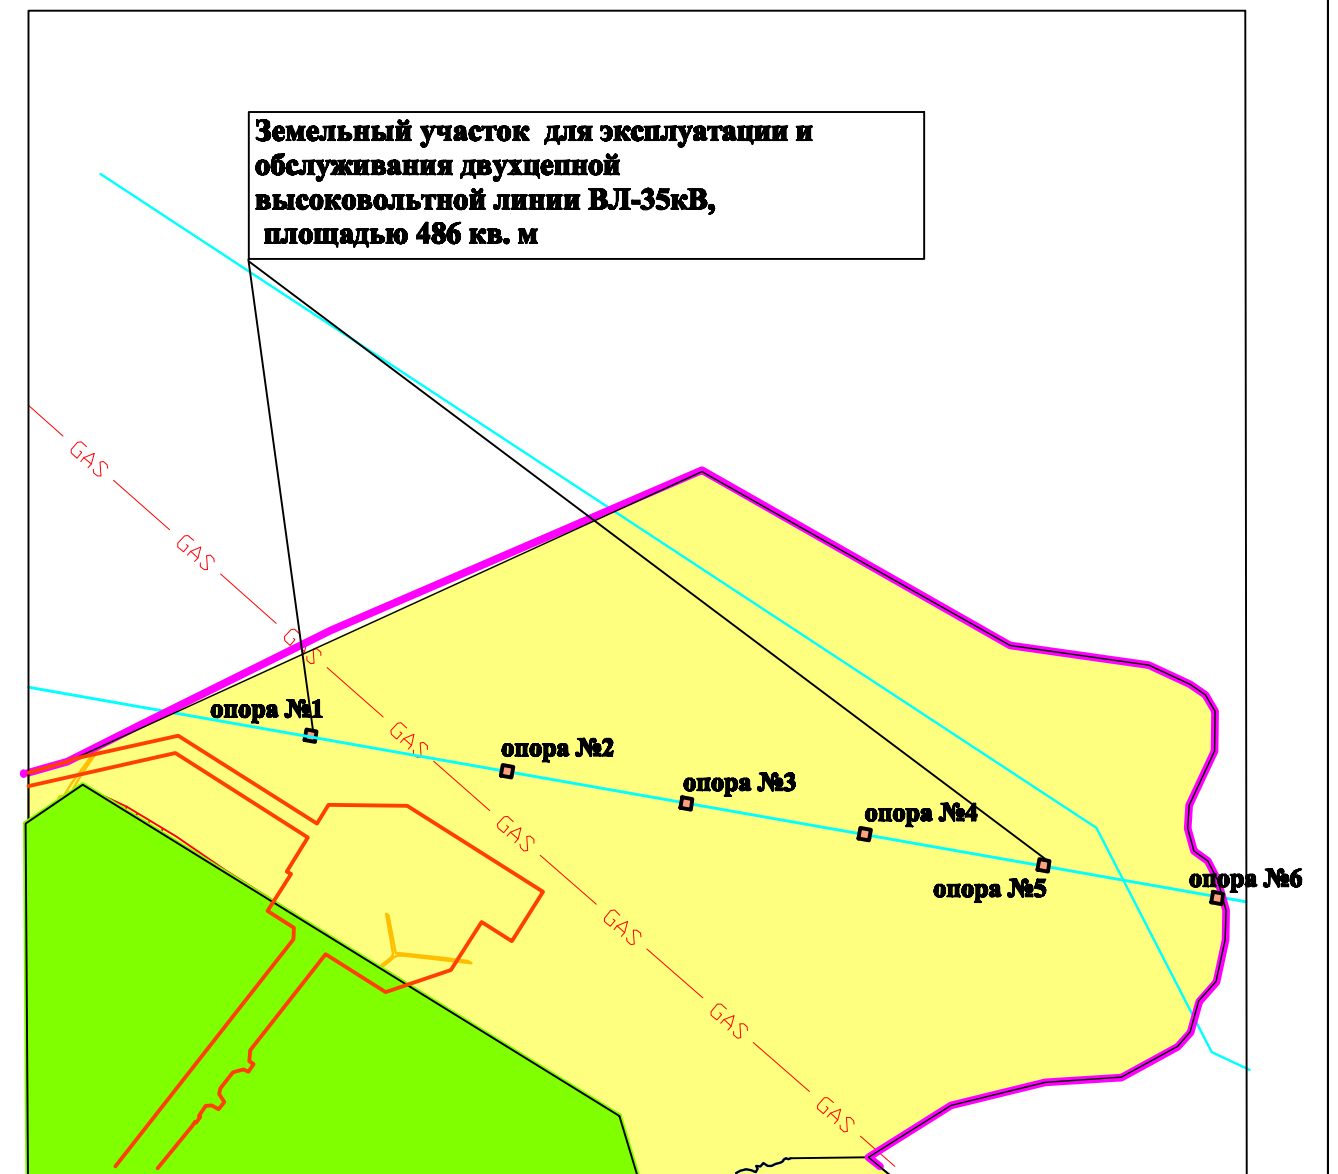 Земельный участок для эксплуатации и
обслуживания двухцепной
высоковольтной линии ВЛ-35кВ,
площадью 486 кв. м
GAS
GAS
GAS
опора №1
GAS
опора №2
опора №3
опора №4
GAS
опора №5
опора №6
GAS
GAS
GAS